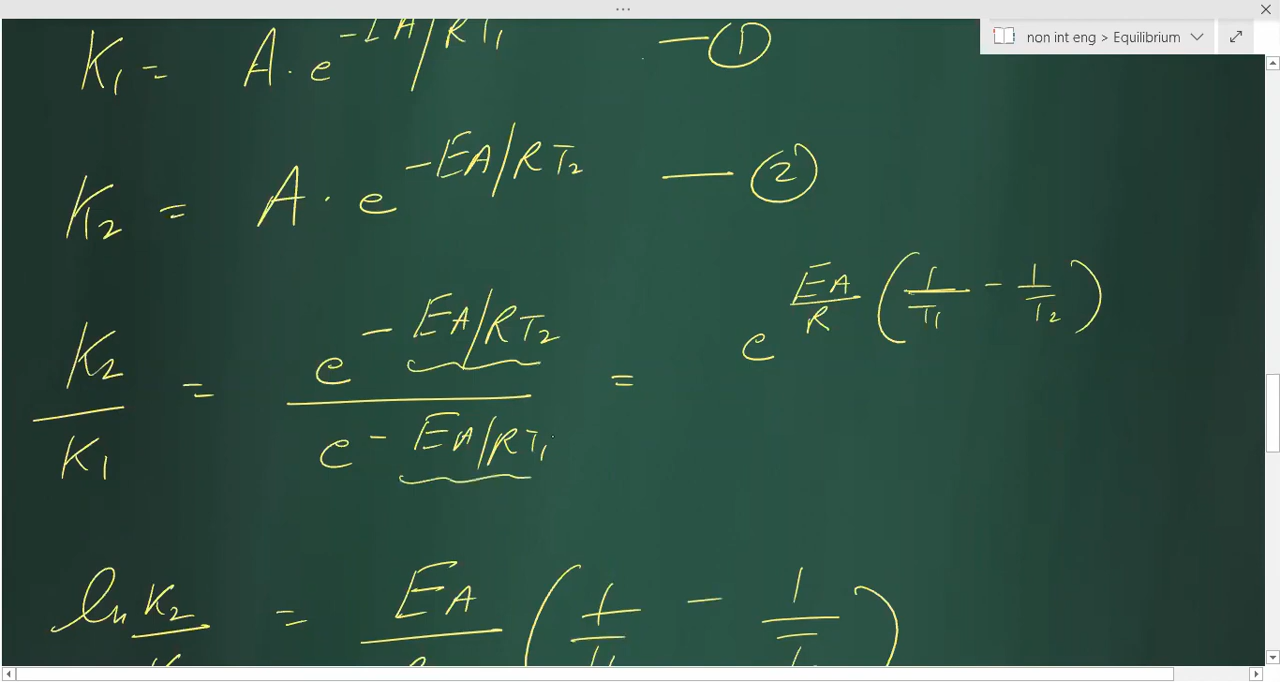 non int eng > Equilibrium
K₁ = A · e^(-EA/RT₁) — ①
K₂ = A · e^(-EA/RT₂) — ②
K₂/K₁ = e^(-EA/RT₂) / e^(-EA/RT₁) = e^(EA/R (1/T₁ - 1/T₂))
ln K₂/K = EA/R (1/T₁ - 1/T